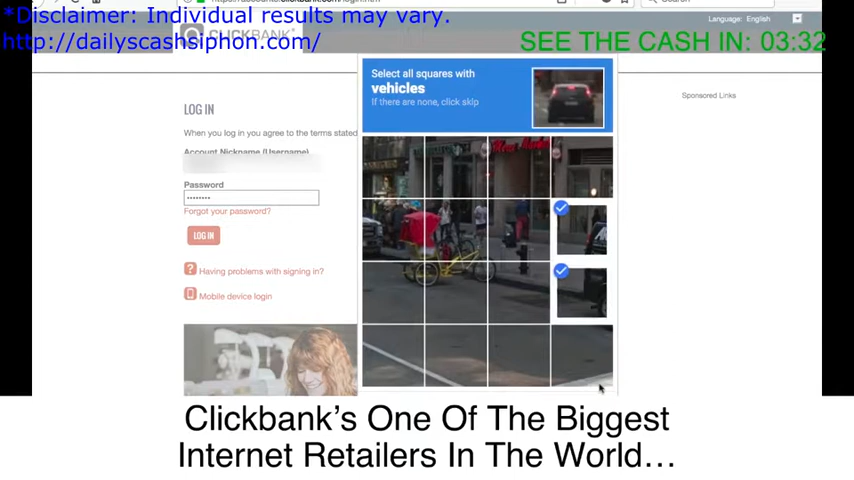 *Disclaimer: Individual results may vary.
http://dailyscashsiphon.com/
SEE THE CASH IN: 03:32
Language: English
Search
CLICKBANK
Select all squares with
vehicles
If there are none, click skip
Sponsored Links
LOG IN
When you log in you agree to the terms stated
Account Nickname (Username)
Password
••••••••
Forgot your password?
LOG IN
? Having problems with signing in?
Mobile device login
Clickbank’s One Of The Biggest
Internet Retailers In The World…